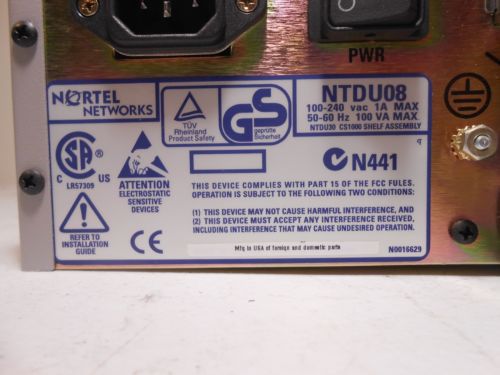 PWR
NORTEL
NETWORKS
TÜV
Rheinland
Product Safety
GS
geprüfte
Sicherheit
NTDU08
100-240 vac 1A MAX
50-60 Hz 100 VA MAX
NTDU30 CS1000 SHELF ASSEMBLY
q
SA
C US
LR57309
ATTENTION
ELECTROSTATIC
SENSITIVE
DEVICES
N441
THIS DEVICE COMPLIES WITH PART 15 OF THE FCC FULES.
OPERATION IS SUBJECT TO THE FOLLOWING TWO CONDITIONS:
(1) THIS DEVICE MAY NOT CAUSE HARMFUL INTERFERENCE, AND
(2) THIS DEVICE MUST ACCEPT ANY INTERFERENCE RECEIVED,
INCLUDING INTERFERENCE THAT MAY CAUSE UNDESIRED OPERATION.
!
REFER TO
INSTALLATION
GUIDE
CE
Mfg in USA of foreign and domestic parts
N0016629